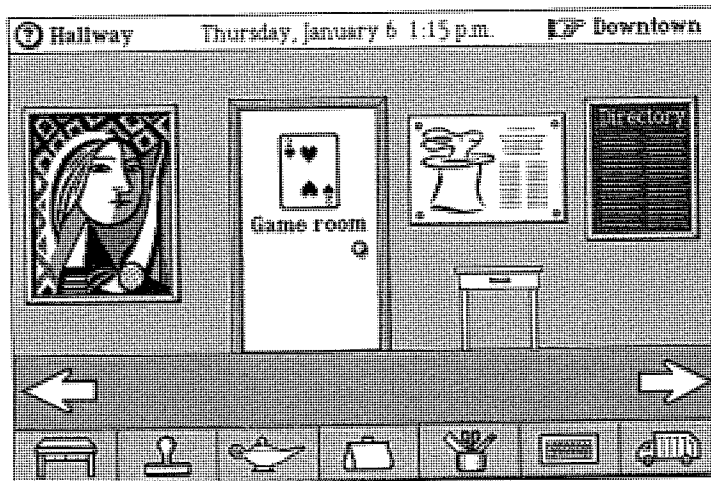 Hallway
Thursday, January 6 1:15 p.m.
Downtown
Directory
Game room